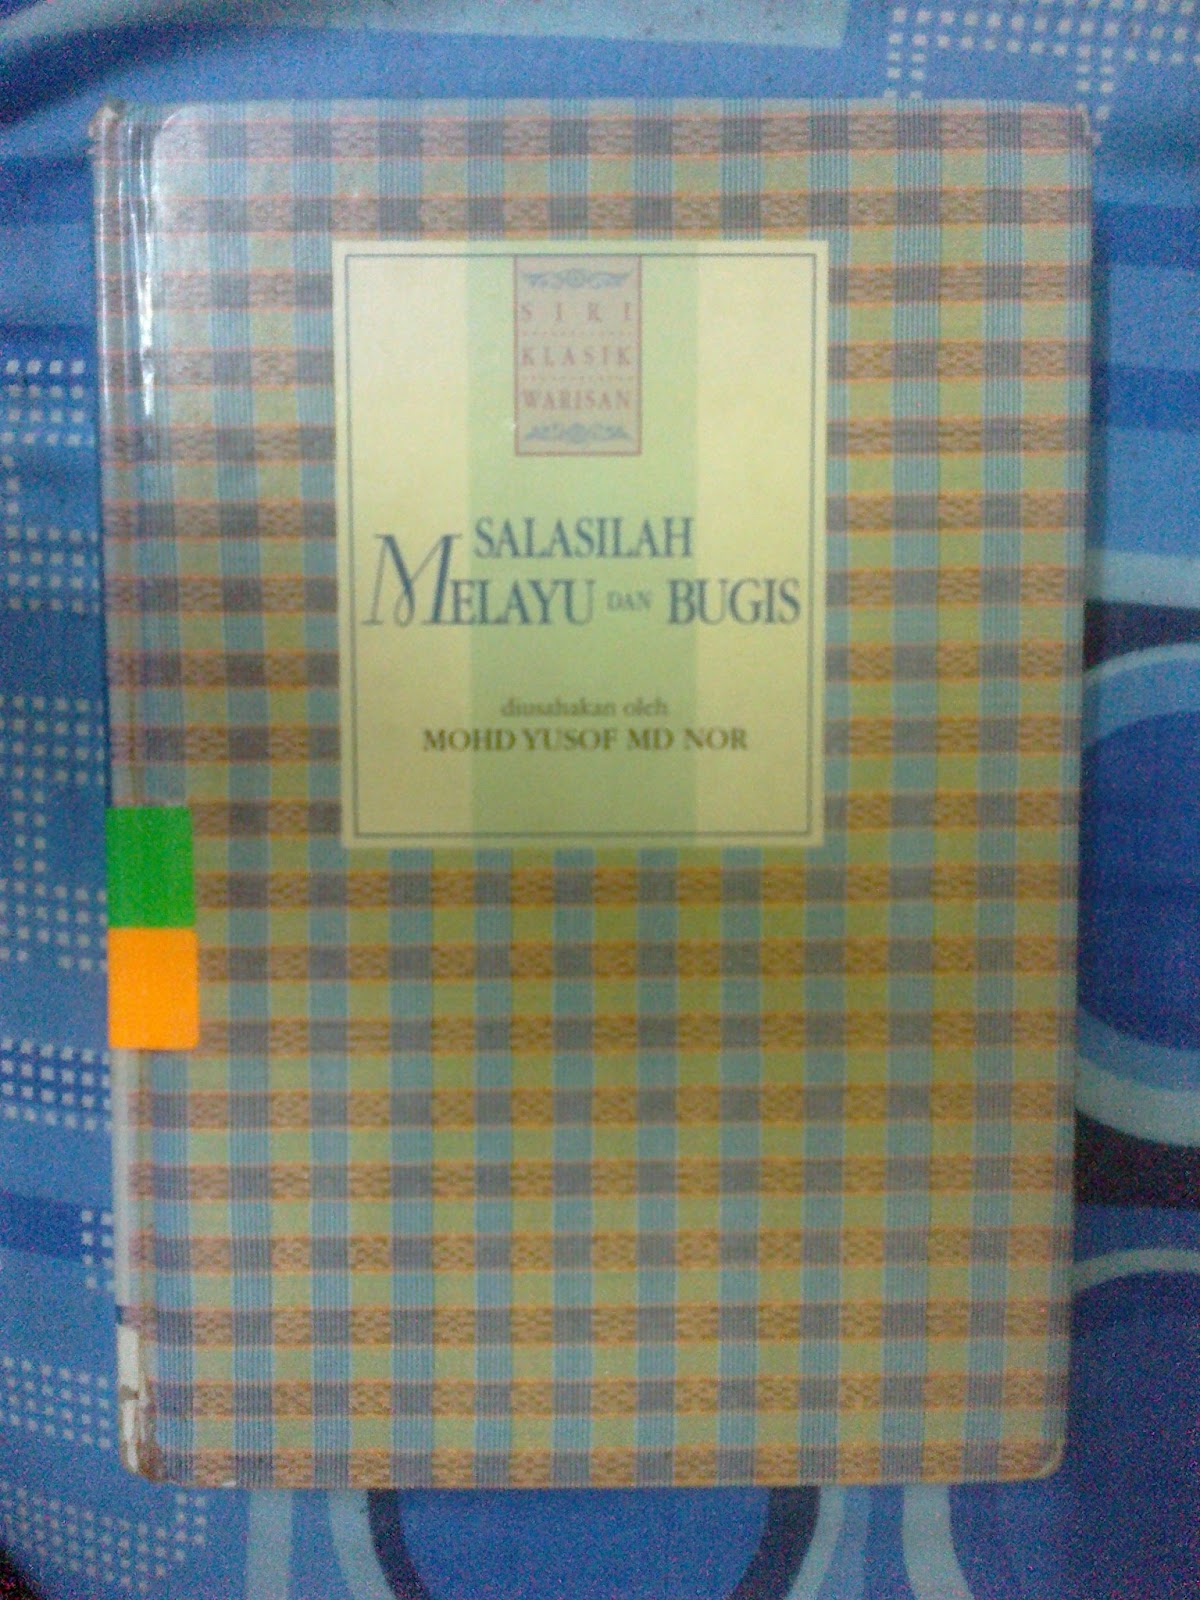 SIRI
KLASIK
WARISAN
SALASILAH
MELAYU DAN BUGIS
diusahakan oleh
MOHD YUSOF MD NOR